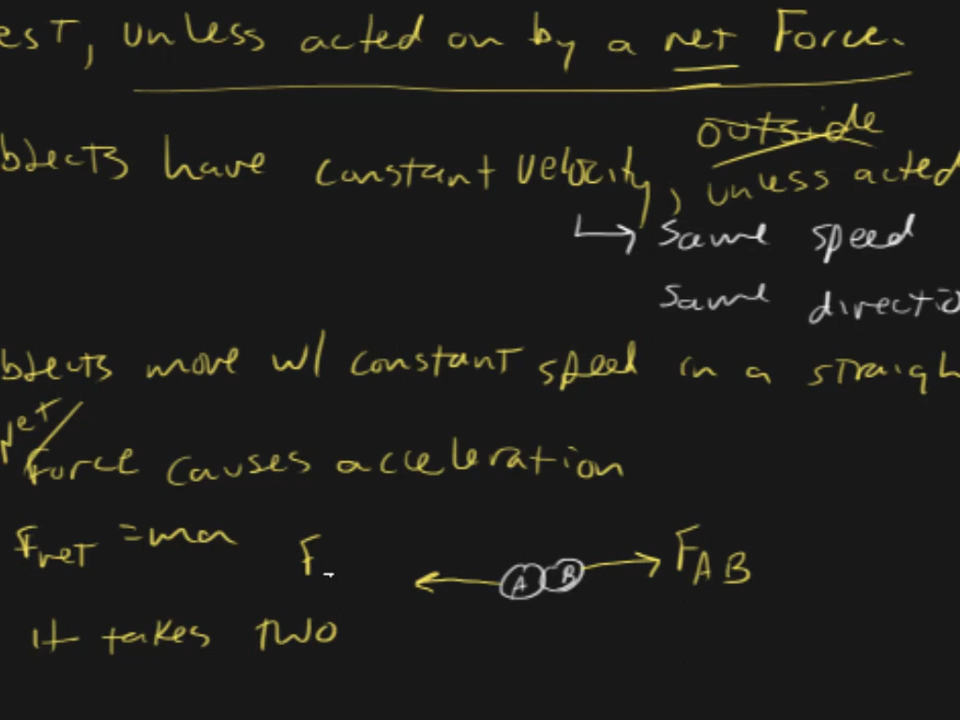 est, unless acted on by a net Force.
outside
objects have constant velocity, unless acted
same speed
same directio
objects move w/ constant speed in a straigh
Net
Force causes acceleration
Fnet = ma
F
A B
FAB
It takes two